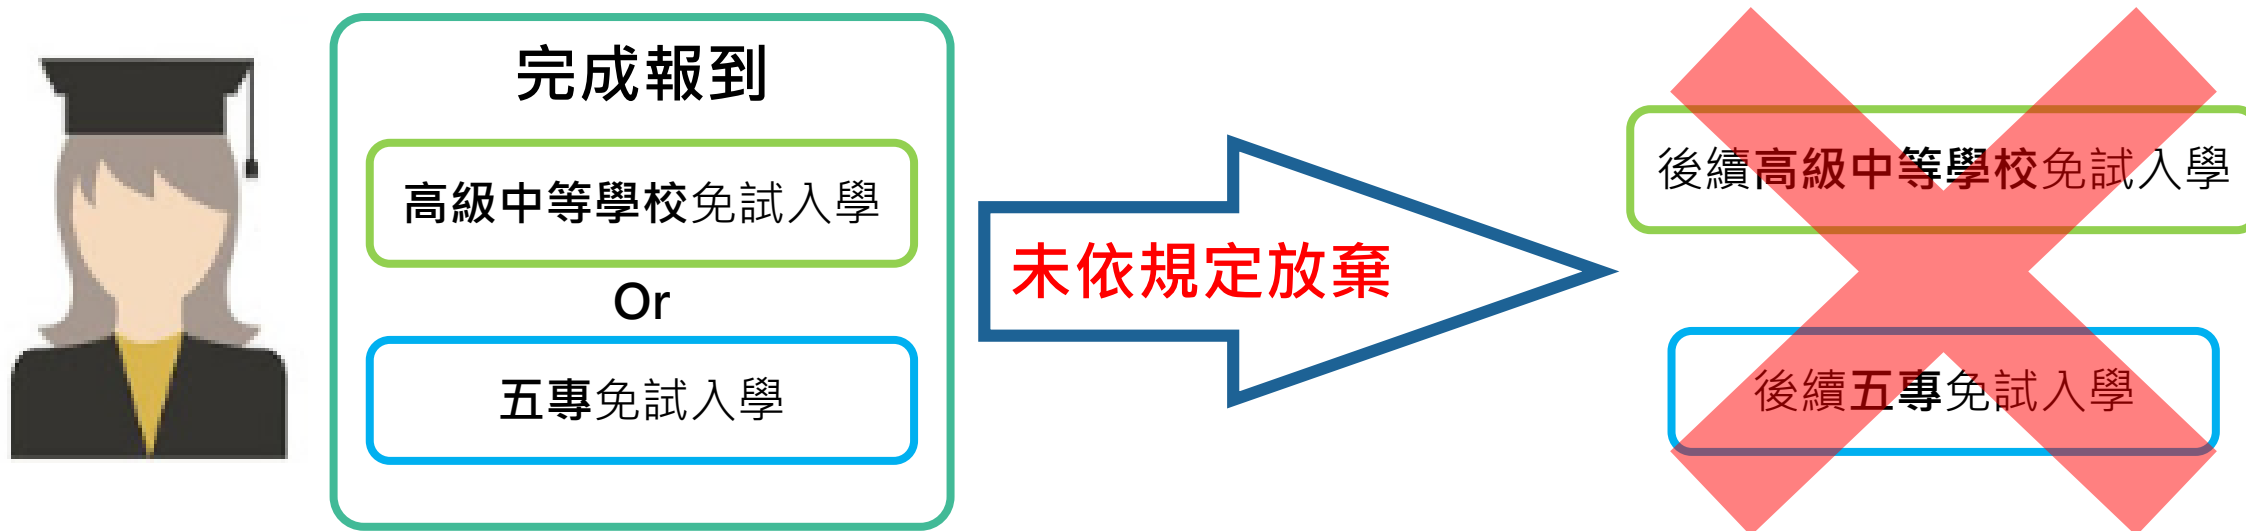 完成報到
高級中等學校免試入學
Or
五專免試入學
未依規定放棄
後續高級中等學校免試入學
後續五專免試入學